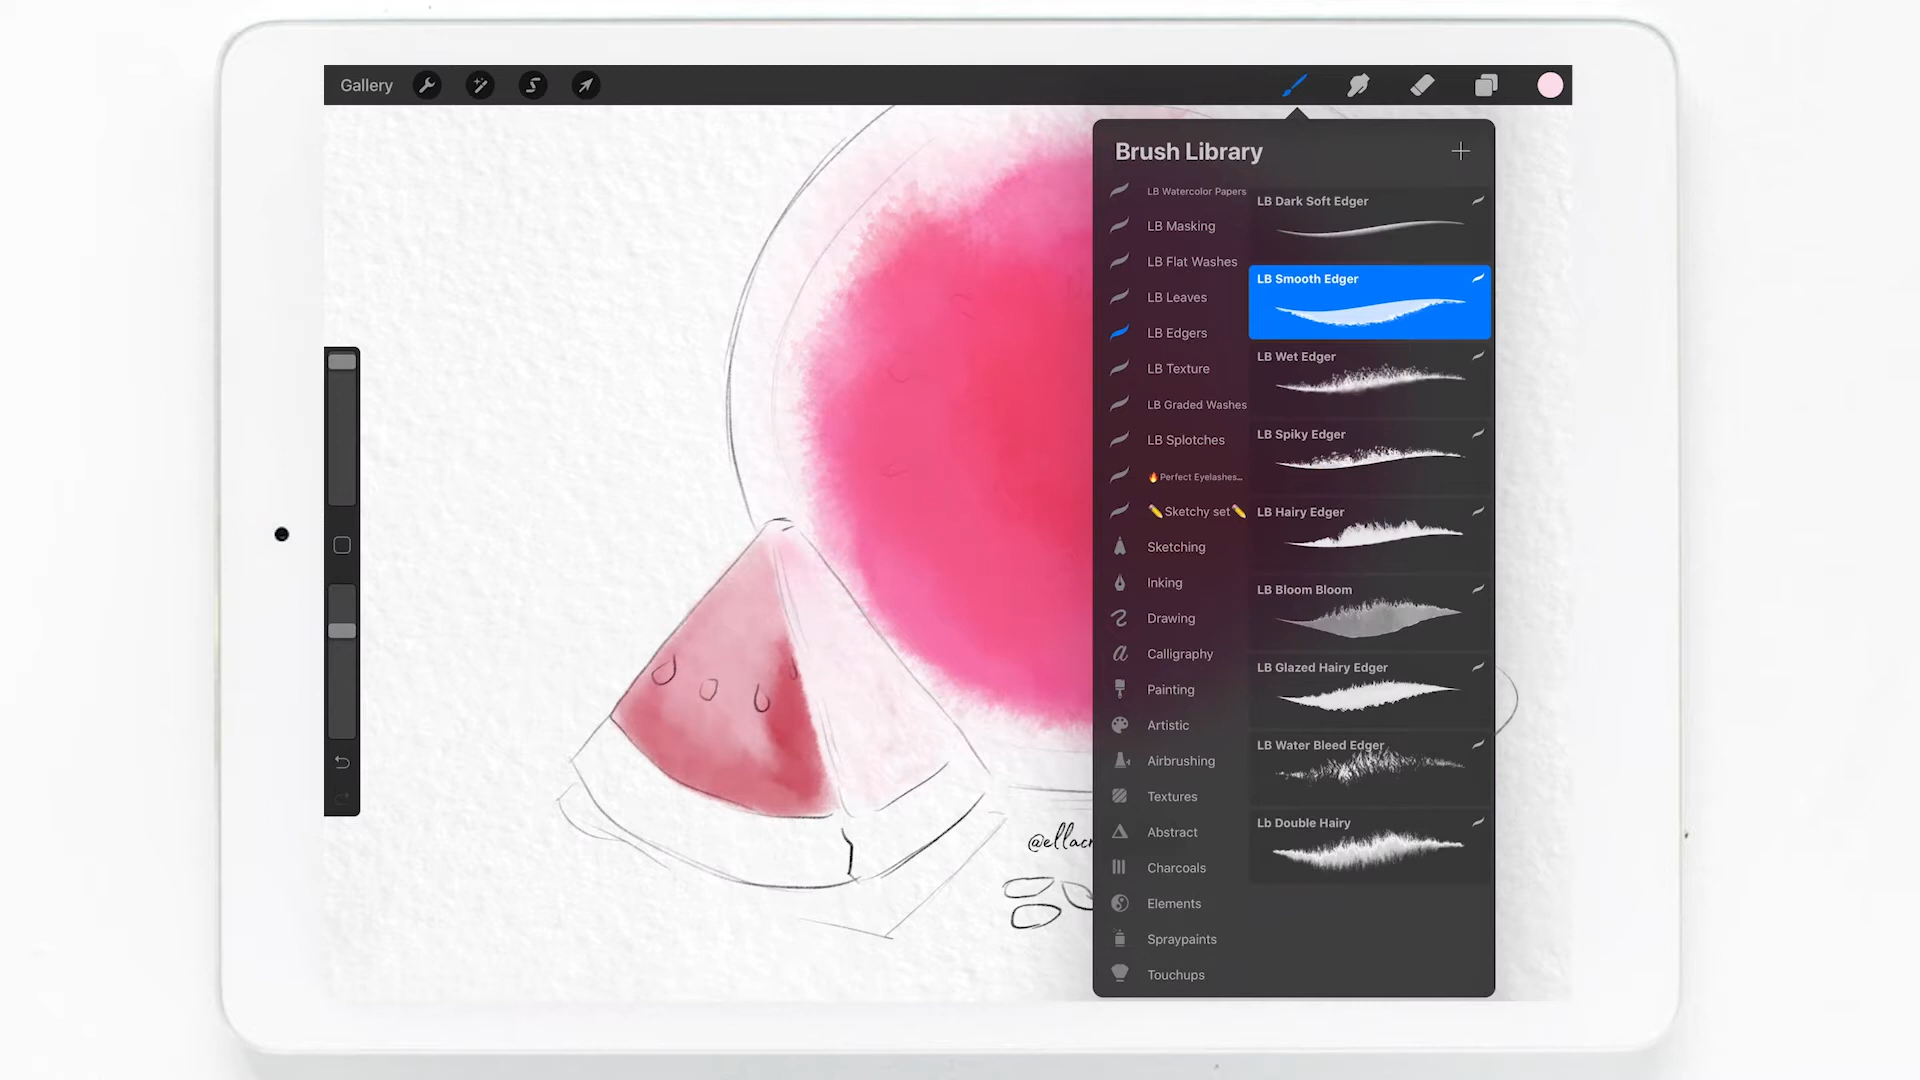 Gallery
Brush Library
LB Watercolor Papers
LB Masking
LB Flat Washes
LB Leaves
LB Edgers
LB Texture
LB Graded Washes
LB Splotches
🔥Perfect Eyelashes...
✏️Sketchy set✏️
Sketching
Inking
Drawing
Calligraphy
Painting
Artistic
Airbrushing
Textures
Abstract
Charcoals
Elements
Spraypaints
Touchups
LB Dark Soft Edger
LB Smooth Edger
LB Wet Edger
LB Spiky Edger
LB Hairy Edger
LB Bloom Bloom
LB Glazed Hairy Edger
LB Water Bleed Edger
Lb Double Hairy